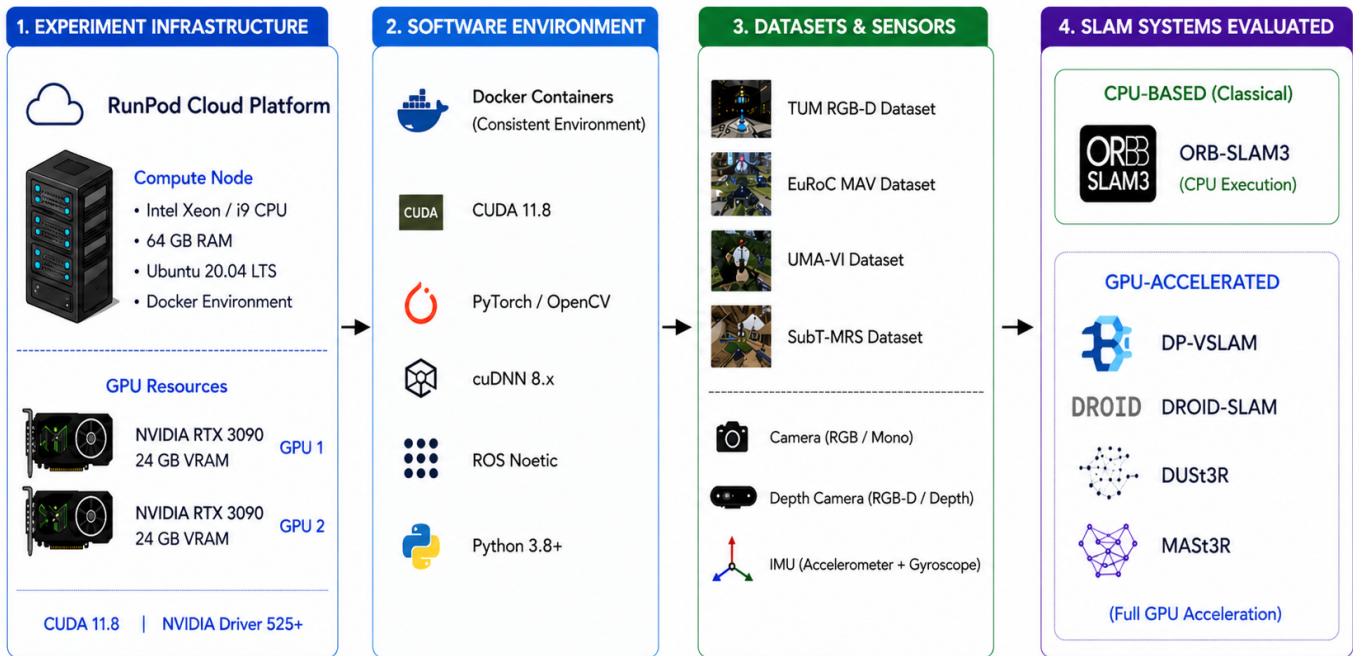 1. EXPERIMENT INFRASTRUCTURE
RunPod Cloud Platform
Compute Node
• Intel Xeon / i9 CPU
• 64 GB RAM
• Ubuntu 20.04 LTS
• Docker Environment
GPU Resources
NVIDIA RTX 3090
24 GB VRAM
GPU 1
NVIDIA RTX 3090
24 GB VRAM
GPU 2
CUDA 11.8 | NVIDIA Driver 525+
2. SOFTWARE ENVIRONMENT
Docker Containers
(Consistent Environment)
CUDA
CUDA 11.8
PyTorch / OpenCV
cuDNN 8.x
ROS Noetic
Python 3.8+
3. DATASETS & SENSORS
TUM RGB-D Dataset
EuRoC MAV Dataset
UMA-VI Dataset
SubT-MRS Dataset
Camera (RGB / Mono)
Depth Camera (RGB-D / Depth)
IMU (Accelerometer + Gyroscope)
4. SLAM SYSTEMS EVALUATED
CPU-BASED (Classical)
ORBB
SLAM3
ORB-SLAM3
(CPU Execution)
GPU-ACCELERATED
DP-VSLAM
DROID
DROID-SLAM
DUSt3R
MASt3R
(Full GPU Acceleration)